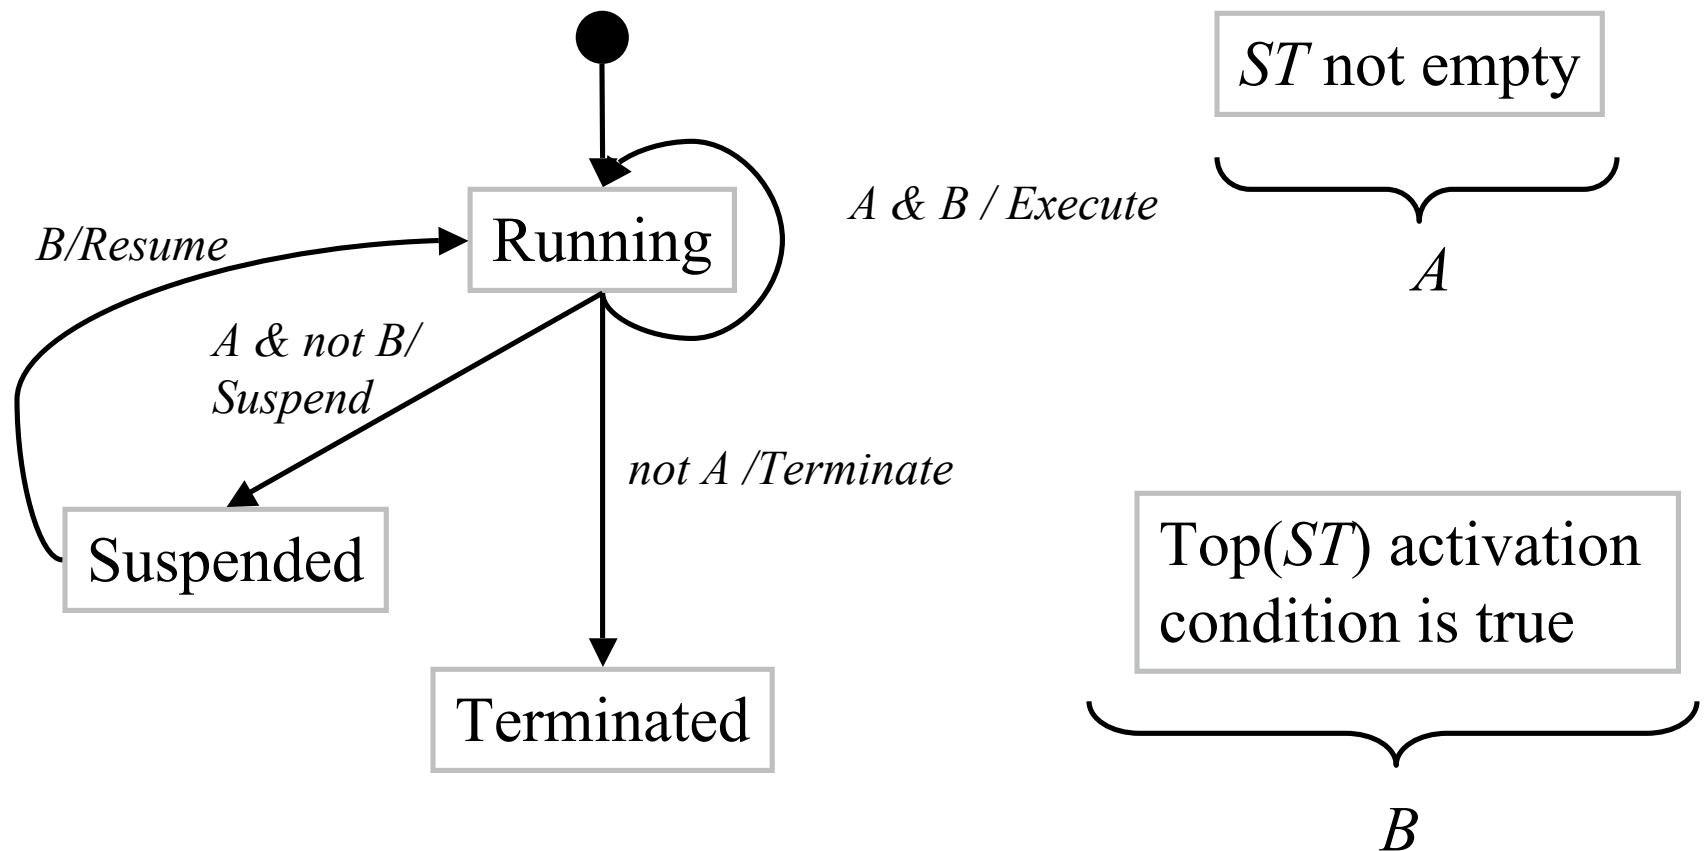 ST not empty
A & B / Execute
Running
B/Resume
A
A & not B/
Suspend
not A /Terminate
Suspended
Top(ST) activation
condition is true
Terminated
B